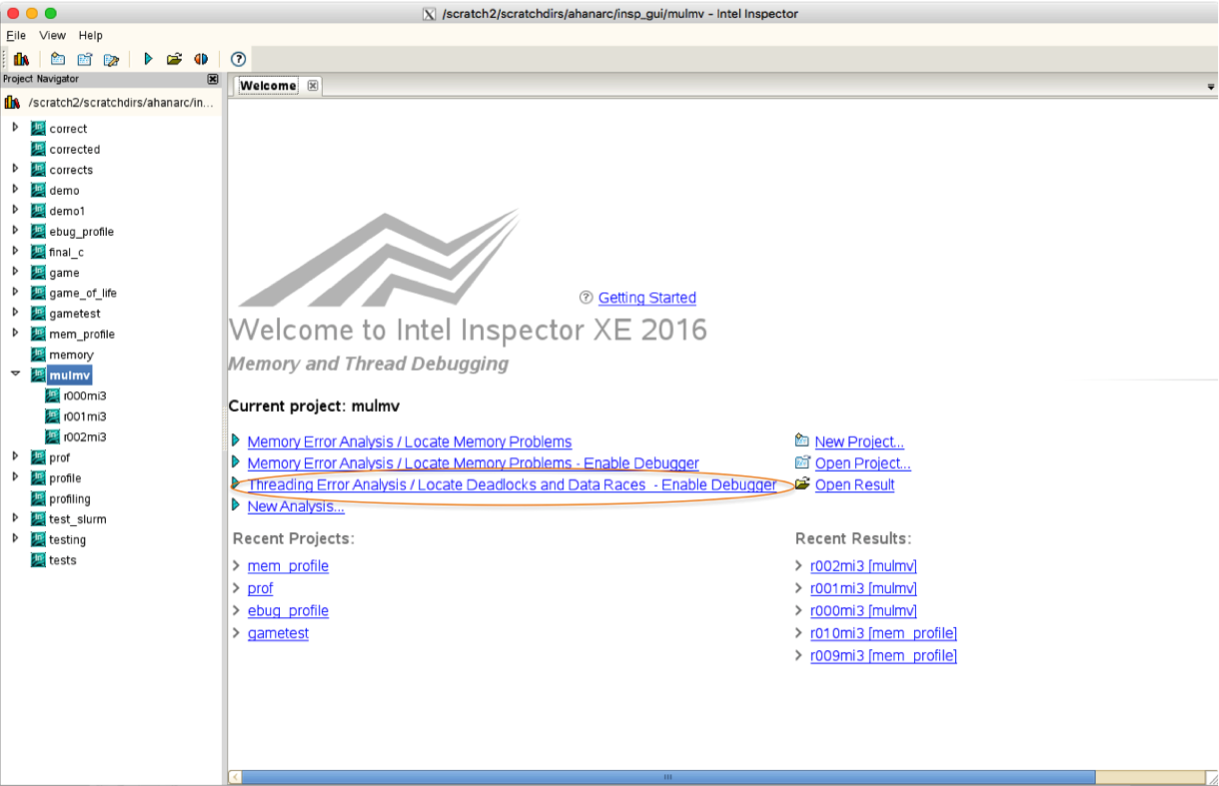 /scratch2/scratchdirs/ahanarc/insp_gui/mulmv - Intel Inspector
File View Help
Project Navigator
/scratch2/scratchdirs/ahanarc/in...
correct
corrected
corrects
demo
demo1
ebug_profile
final_c
game
game_of_life
gametest
mem_profile
memory
mulmv
r000mi3
r001mi3
r002mi3
prof
profile
profiling
test_slurm
testing
tests
Welcome
Getting Started
Welcome to Intel Inspector XE 2016
Memory and Thread Debugging
Current project: mulmv
Memory Error Analysis / Locate Memory Problems
Memory Error Analysis / Locate Memory Problems - Enable Debugger
Threading Error Analysis / Locate Deadlocks and Data Races - Enable Debugger
New Analysis...
New Project...
Open Project...
Open Result
Recent Projects:
mem_profile
prof
ebug_profile
gametest
Recent Results:
r002mi3 [mulmv]
r001mi3 [mulmv]
r000mi3 [mulmv]
r010mi3 [mem_profile]
r009mi3 [mem_profile]